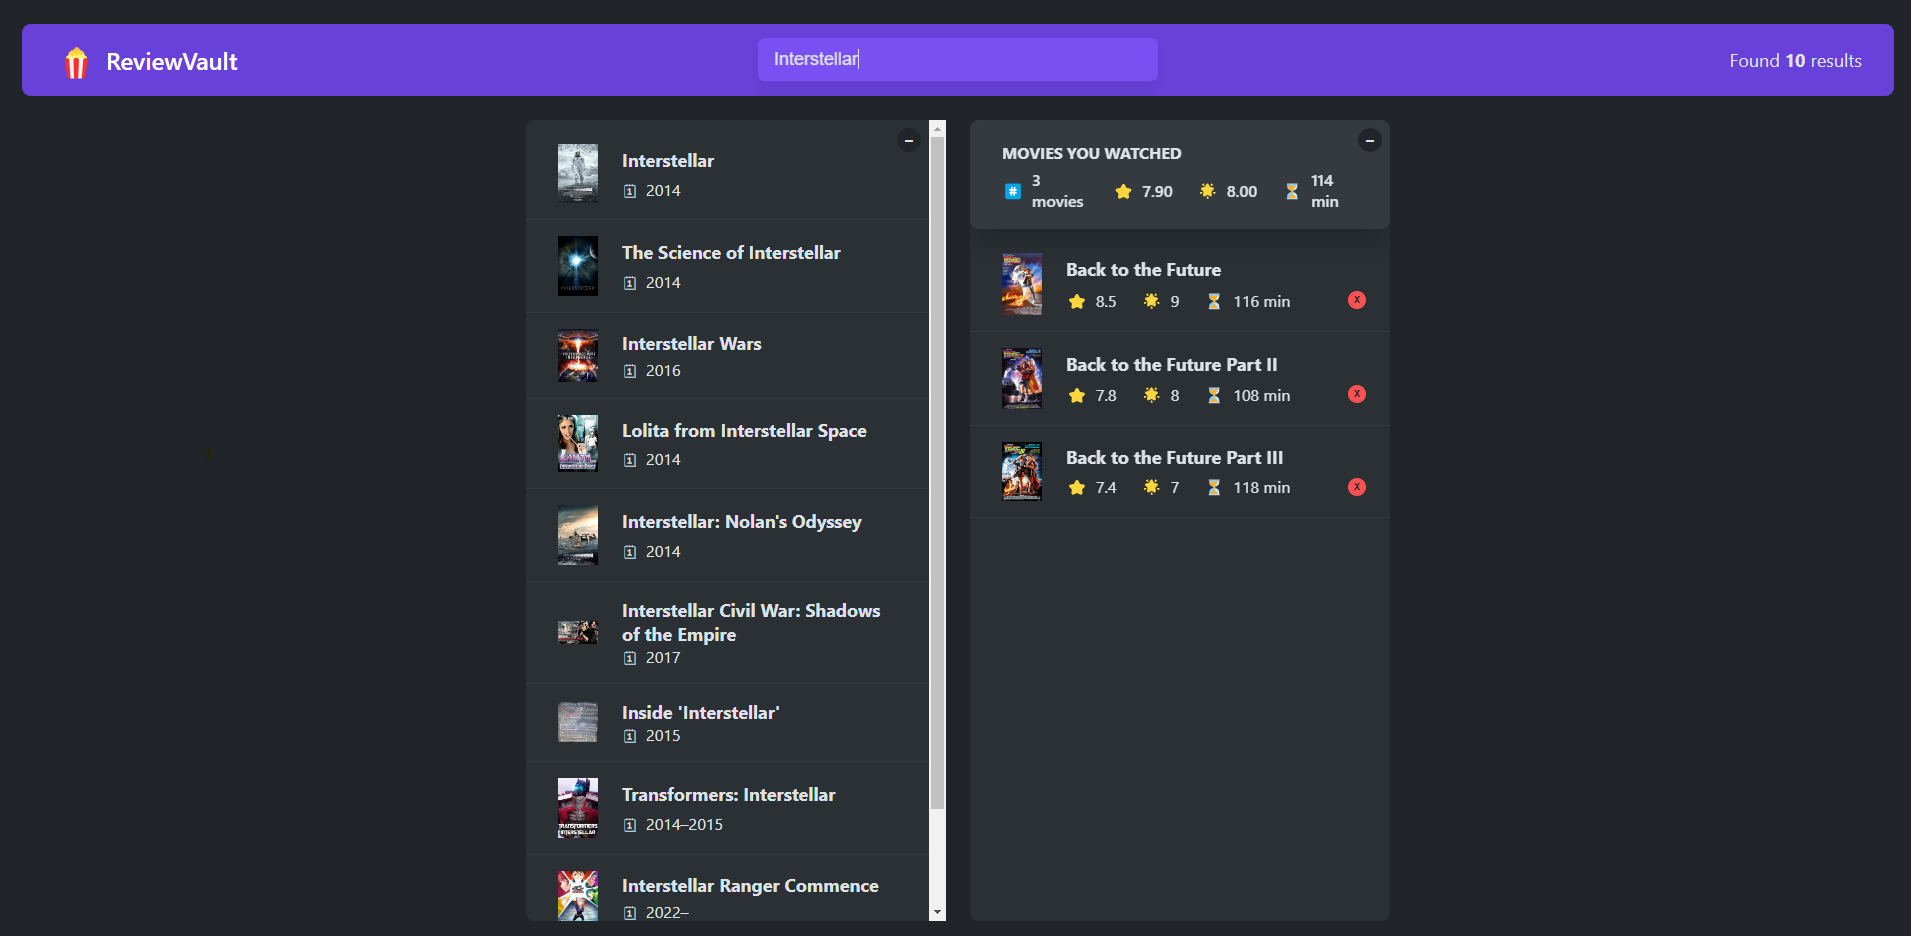 ReviewVault
Interstellar
Found 10 results
Interstellar
2014
The Science of Interstellar
2014
Interstellar Wars
2016
Lolita from Interstellar Space
2014
Interstellar: Nolan's Odyssey
2014
Interstellar Civil War: Shadows
of the Empire
2017
Inside 'Interstellar'
2015
Transformers: Interstellar
2014–2015
Interstellar Ranger Commence
2022–
MOVIES YOU WATCHED
3 movies 7.90 8.00 114 min
Back to the Future
8.5 9 116 min X
Back to the Future Part II
7.8 8 108 min X
Back to the Future Part III
7.4 7 118 min X